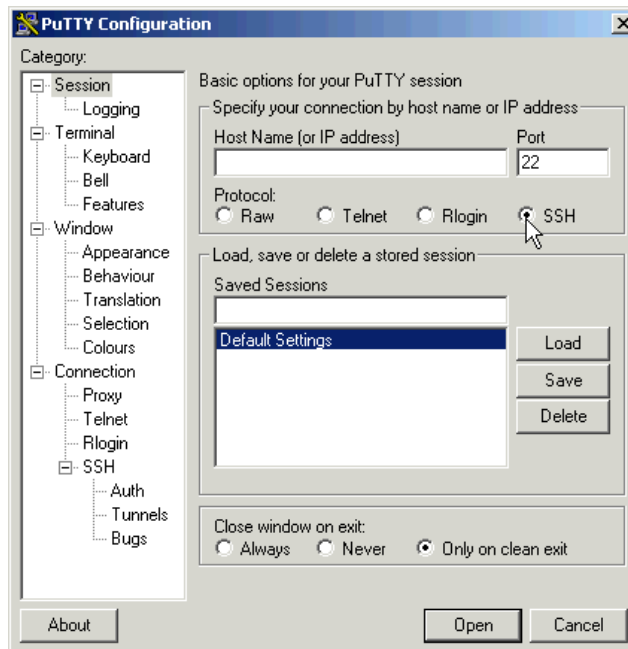 PuTTY Configuration
Category:
Session
Logging
Terminal
Keyboard
Bell
Features
Window
Appearance
Behaviour
Translation
Selection
Colours
Connection
Proxy
Telnet
Rlogin
SSH
Auth
Tunnels
Bugs
Basic options for your PuTTY session
Specify your connection by host name or IP address
Host Name (or IP address) Port
22
Protocol:
Raw Telnet Rlogin SSH
Load, save or delete a stored session
Saved Sessions
Default Settings
Load
Save
Delete
Close window on exit:
Always Never Only on clean exit
About Open Cancel